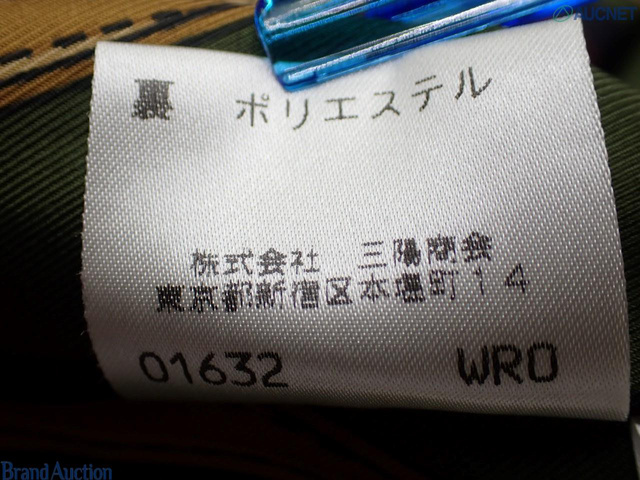 AUCNET
裏 ポリエステル
株式会社 三陽商会
東京都新宿区本塩町14
01632 WRO
Brand Auction